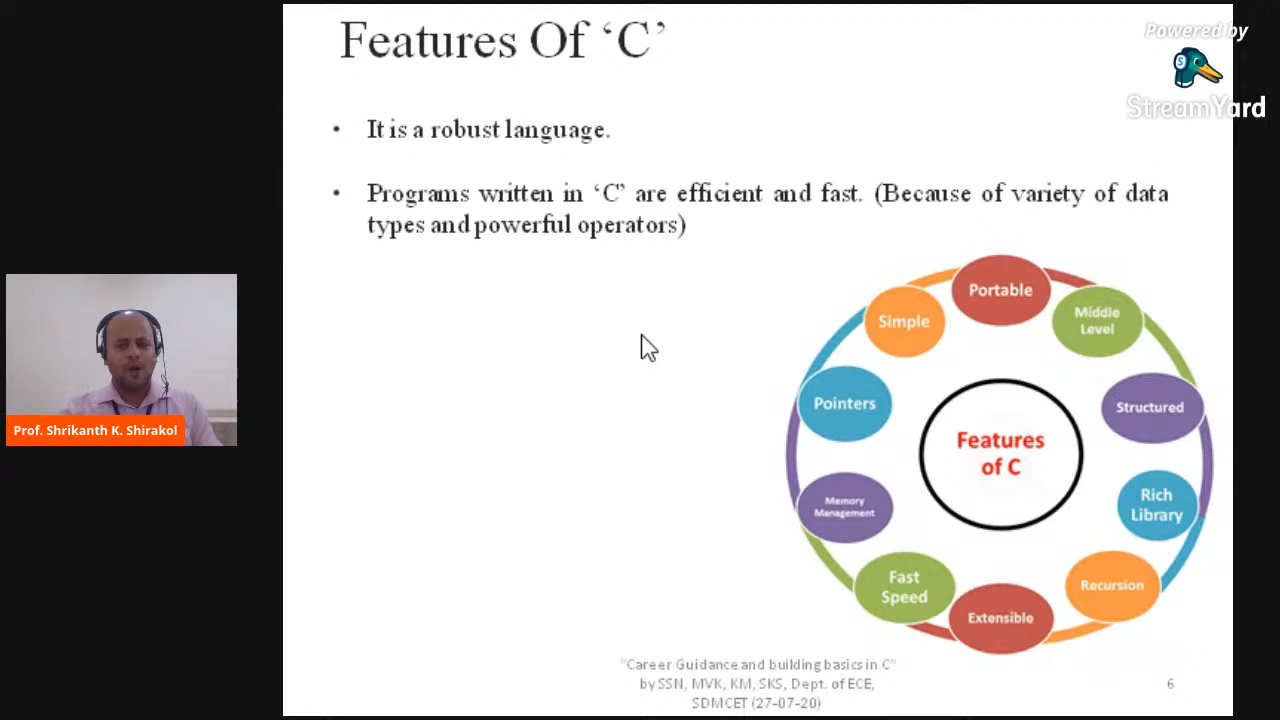 Features Of ‘C’
Powered by
StreamYard
• It is a robust language.
• Programs written in ‘C’ are efficient and fast. (Because of variety of data
types and powerful operators)
Portable
Simple
Middle
Level
Pointers
Structured
Features
of C
Memory
Management
Rich
Library
Fast
Speed
Recursion
Extensible
Prof. Shrikanth K. Shirakol
"Career Guidance and building basics in C"
by SSN, MVK, KM, SKS, Dept. of ECE,
SDMCET (27-07-20)
6